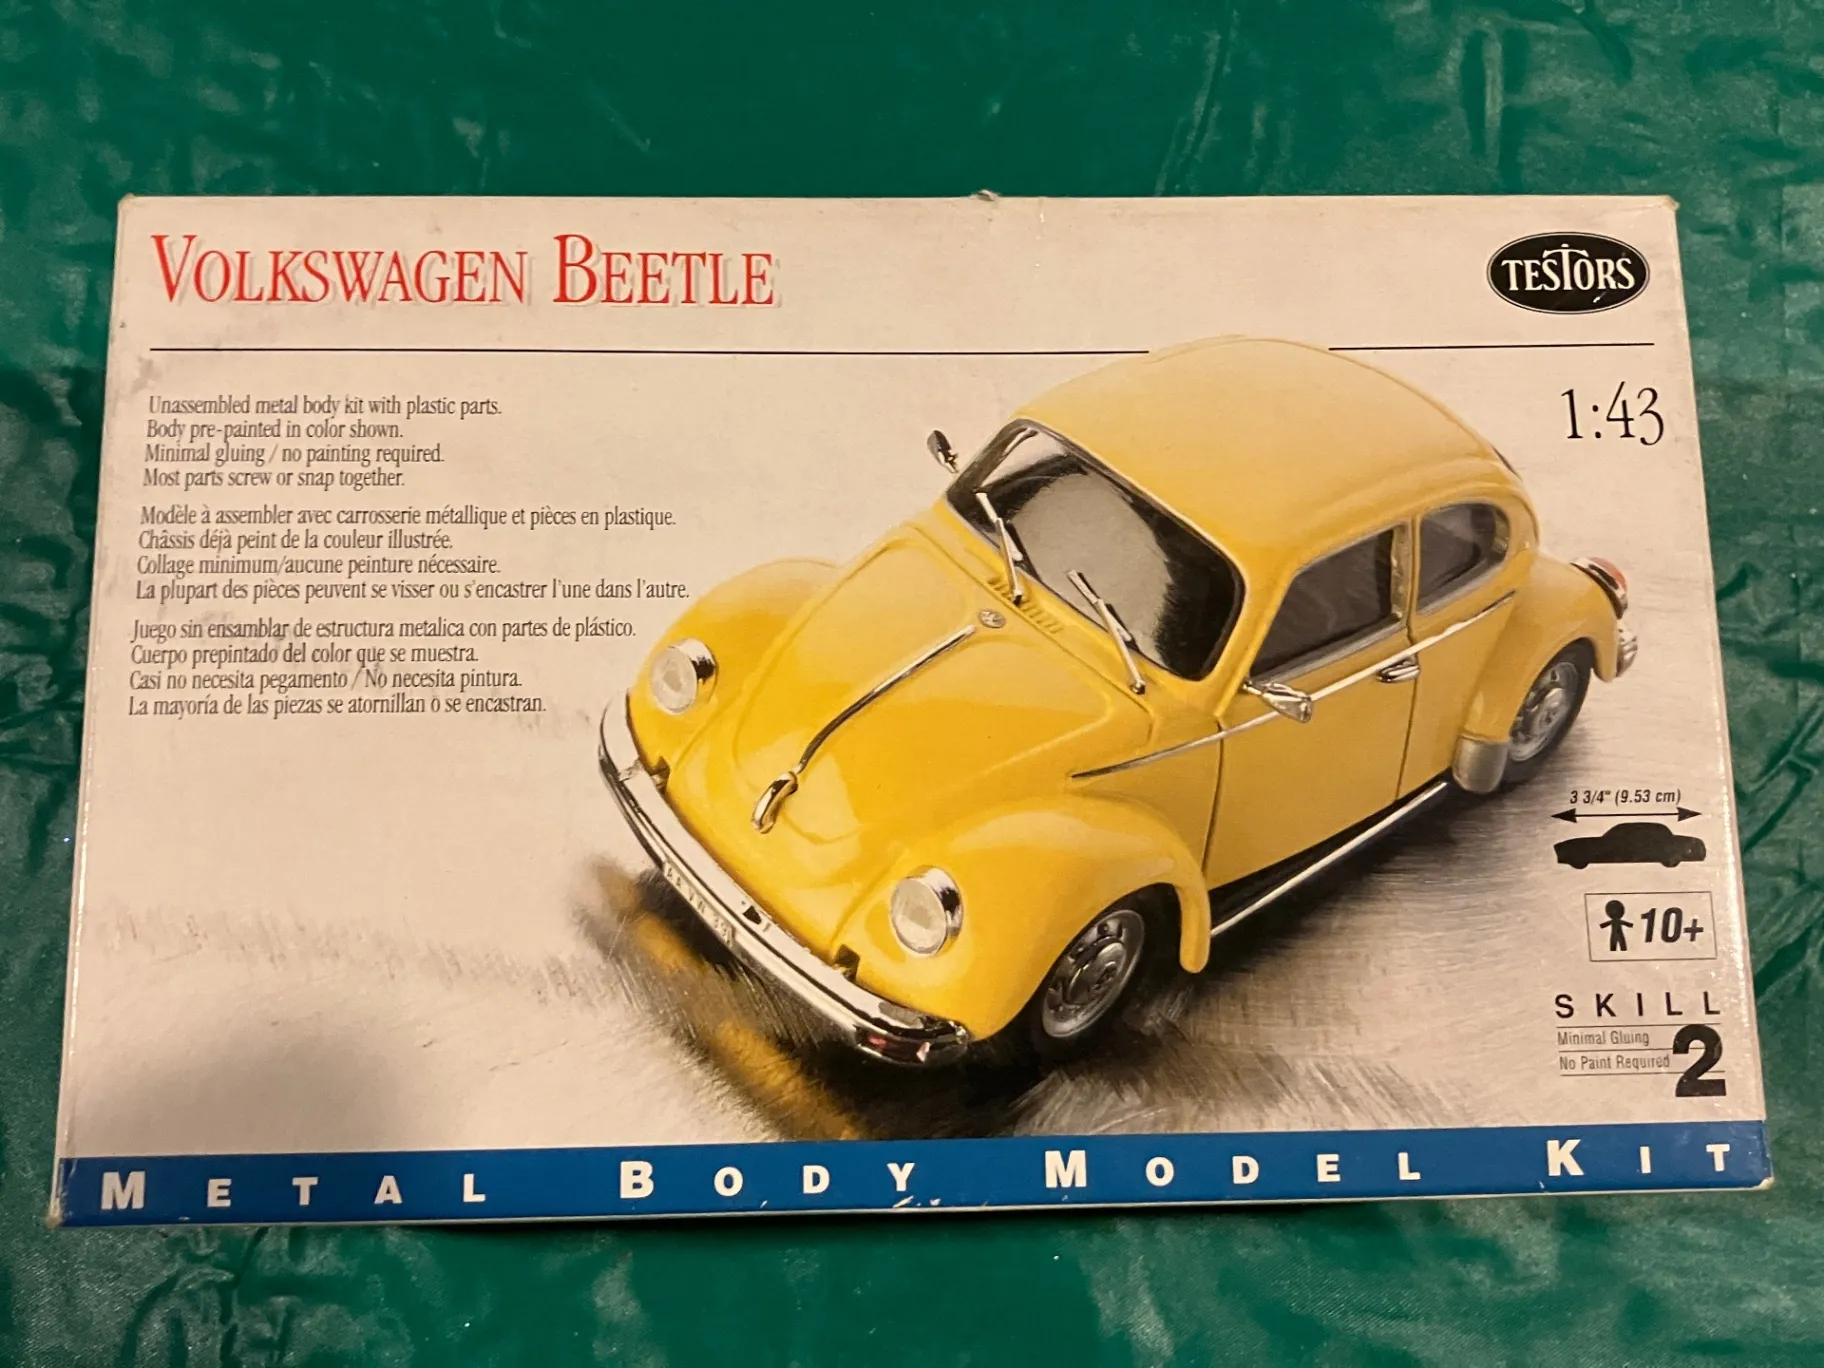 VOLKSWAGEN BEETLE
TESTORS
1:43
Unassembled metal body kit with plastic parts.
Body pre-painted in color shown.
Minimal gluing / no painting required.
Most parts screw or snap together.
Modèle à assembler avec carrosserie métallique et pièces en plastique.
Châssis déjà peint de la couleur illustrée.
Collage minimum/aucune peinture nécessaire.
La plupart des pièces peuvent se visser ou s'encastrer l'une dans l'autre.
Juego sin ensamblar de estructura metalica con partes de plástico.
Cuerpo prepintado del color que se muestra.
Casi no necesita pegamento / No necesita pintura.
La mayoría de las piezas se atornillan o se encastran.
3 3/4" (9.53 cm)
10+
SKILL
Minimal Gluing
No Paint Required
2
METAL BODY MODEL KIT